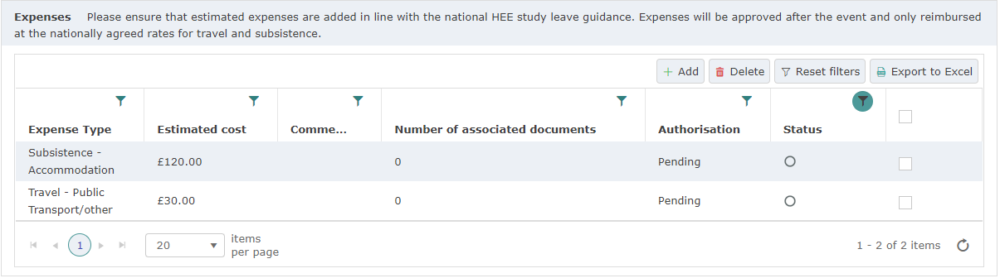 Expenses Please ensure that estimated expenses are added in line with the national HEE study leave guidance. Expenses will be approved after the event and only reimbursed
at the nationally agreed rates for travel and subsistence.
Add Delete Reset filters Export to Excel
Expense Type Estimated cost Comme... Number of associated documents Authorisation Status
Subsistence -
Accommodation
£120.00 0 Pending
Travel - Public
Transport/other
£30.00 0 Pending
1 20 items
per page
1 - 2 of 2 items